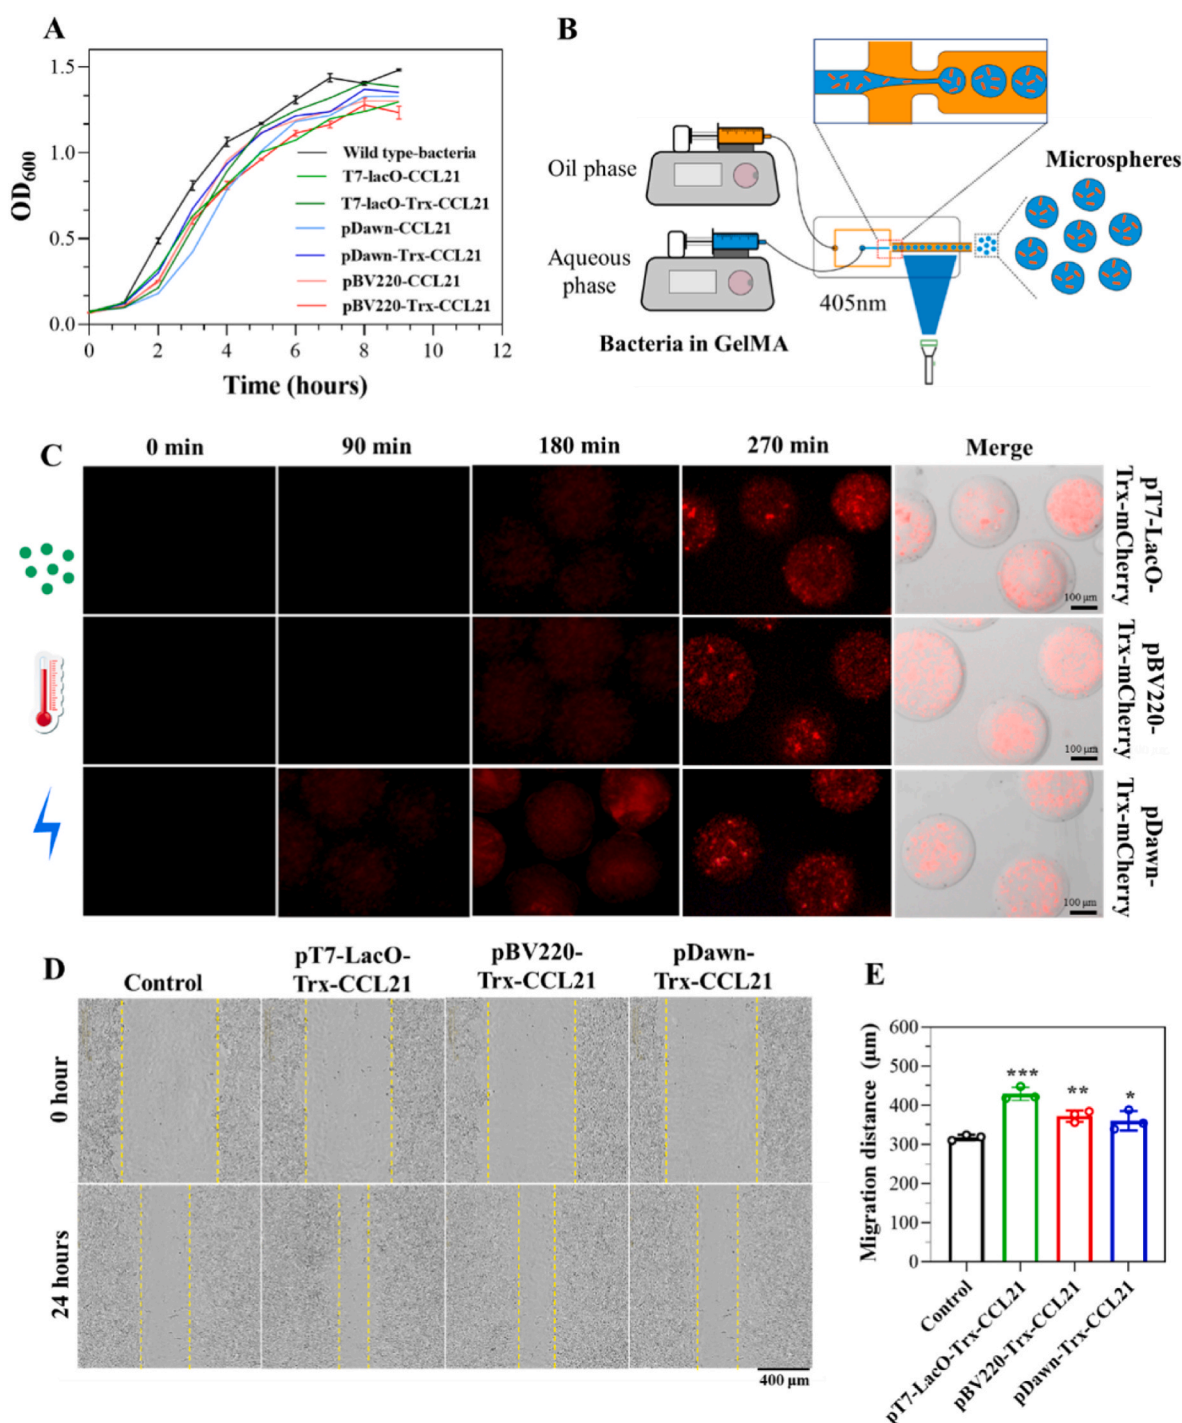 A
OD600
1.5
1.0
0.5
0.0
0
2
4
6
8
10
12
Time (hours)
Wild type-bacteria
T7-lacO-CCL21
T7-lacO-Trx-CCL21
pDawn-CCL21
pDawn-Trx-CCL21
pBV220-CCL21
pBV220-Trx-CCL21
B
Oil phase
Aqueous
phase
Bacteria in GelMA
405nm
Microspheres
C
0 min
90 min
180 min
270 min
Merge
pT7-LacO-
Trx-mCherry
100 μm
pBV220-
Trx-mCherry
100 μm
pDawn-
Trx-mCherry
100 μm
D
Control
pT7-LacO-
Trx-CCL21
pBV220-
Trx-CCL21
pDawn-
Trx-CCL21
0 hour
24 hours
400 μm
E
Migration distance (μm)
600
500
400
300
200
100
0
***
**
*
Control
pT7-LacO-Trx-CCL21
pBV220-Trx-CCL21
pDawn-Trx-CCL21